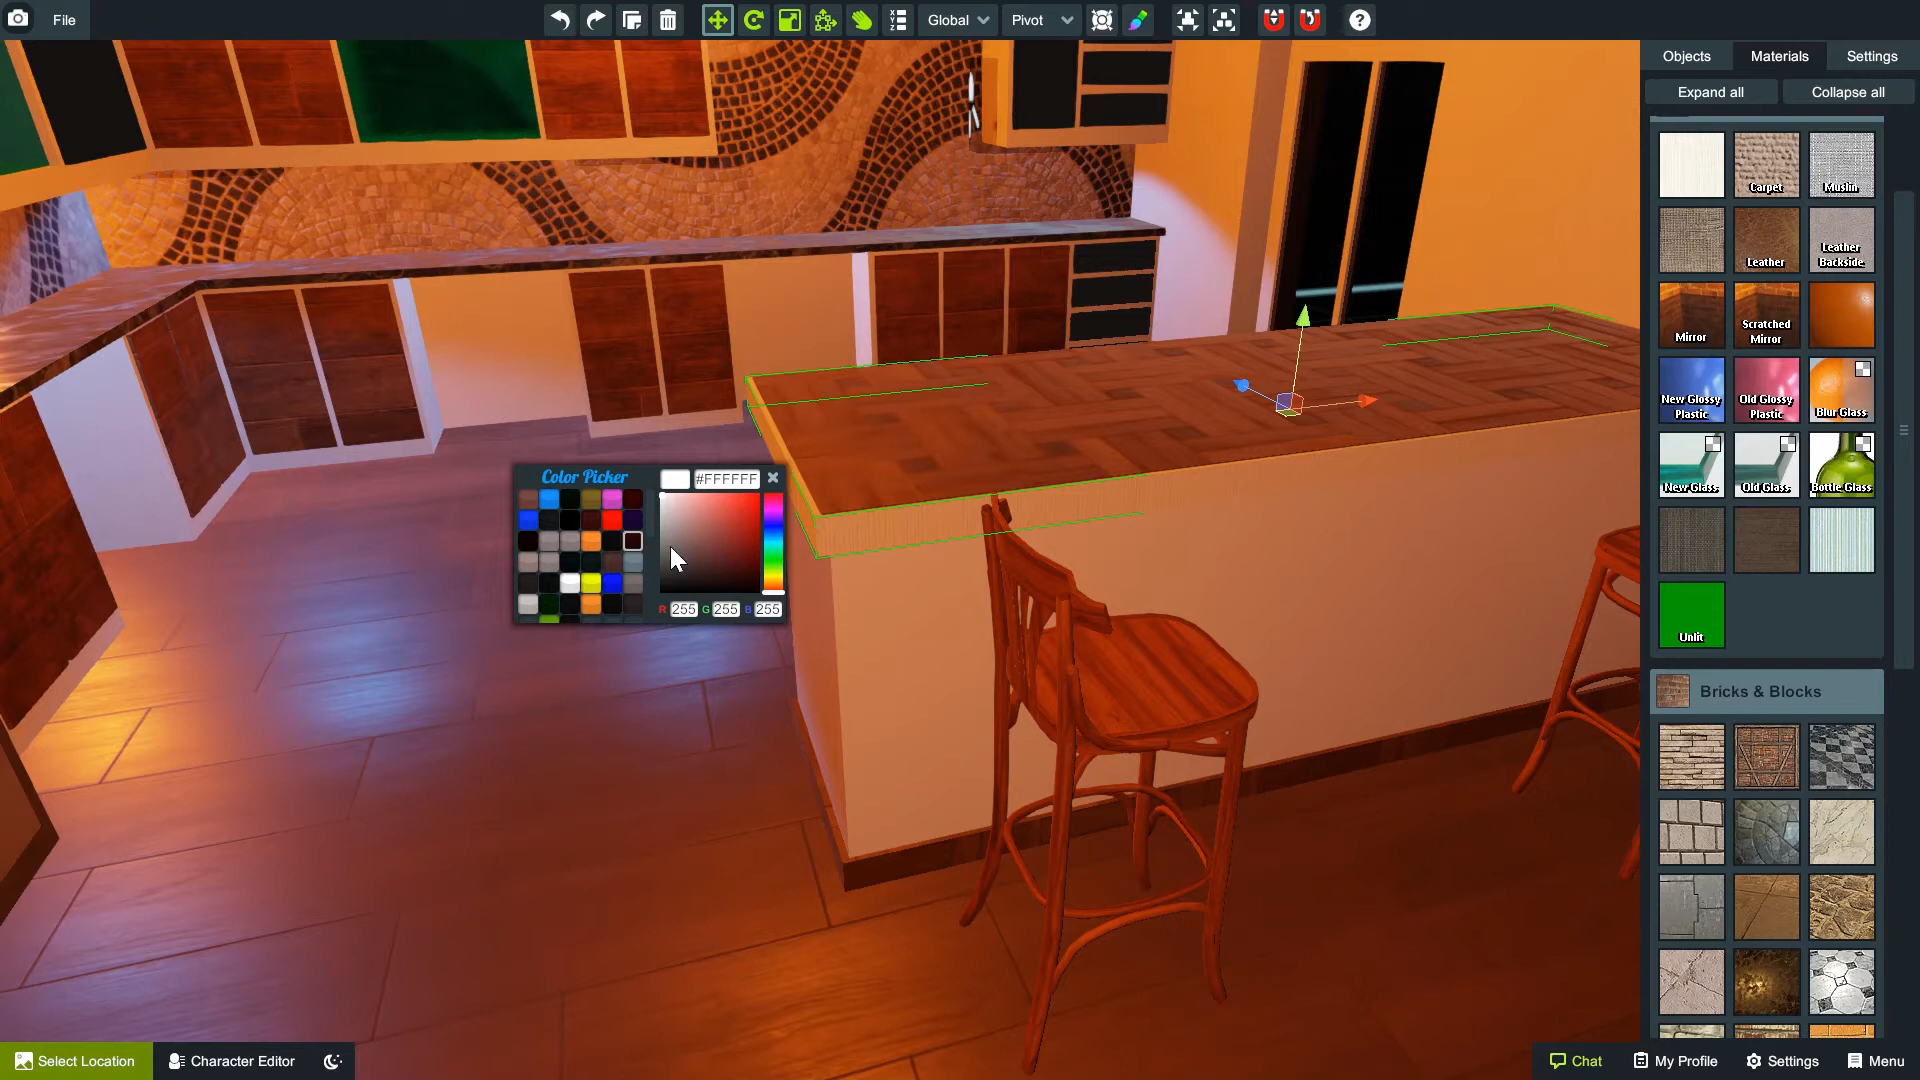 File
Global
Pivot
Objects
Materials
Settings
Expand all
Collapse all
Carpet
Muslin
Leather
Leather
Backside
Mirror
Scratched
Mirror
New Glossy
Plastic
Old Glossy
Plastic
Blur Glass
New Glass
Old Glass
Bottle Glass
Unlit
Bricks & Blocks
Color Picker
#FFFFFF
R 255 G 255 B 255
Select Location
Character Editor
Chat
My Profile
Settings
Menu